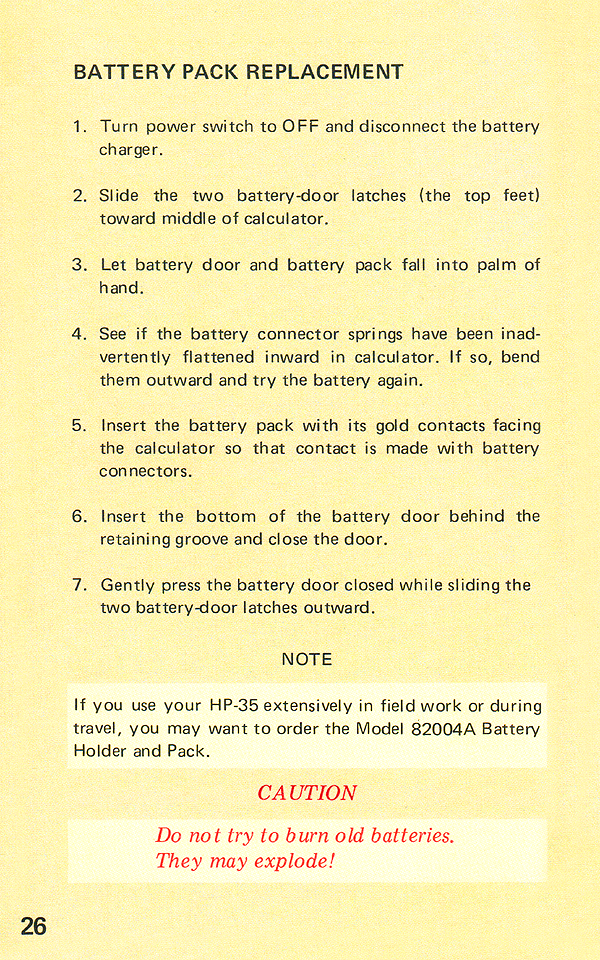 BATTERY PACK REPLACEMENT
1. Turn power switch to OFF and disconnect the battery
charger.
2. Slide the two battery-door latches (the top feet)
toward middle of calculator.
3. Let battery door and battery pack fall into palm of
hand.
4. See if the battery connector springs have been inad-
vertently flattened inward in calculator. If so, bend
them outward and try the battery again.
5. Insert the battery pack with its gold contacts facing
the calculator so that contact is made with battery
connectors.
6. Insert the bottom of the battery door behind the
retaining groove and close the door.
7. Gently press the battery door closed while sliding the
two battery-door latches outward.
NOTE
If you use your HP-35 extensively in field work or during
travel, you may want to order the Model 82004A Battery
Holder and Pack.
CAUTION
Do not try to burn old batteries.
They may explode!
26